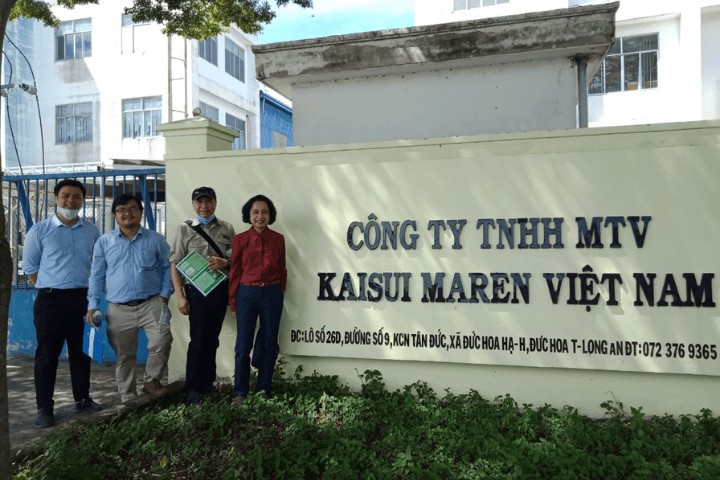 CÔNG TY TNHH MTV
KAISUI MAREN VIỆT NAM
ĐC: LÔ SỐ 26D, ĐƯỜNG SỐ 9, KCN TÂN ĐỨC, XÃ ĐỨC HOA HẠ- H, ĐỨC HOA T-LONG AN ĐT: 072 376 9365